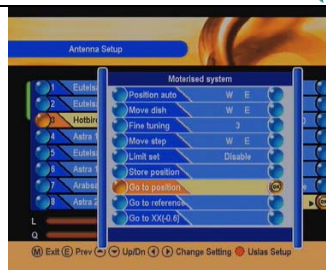 Antenna Setup
Moterised system
1 Eutels
2 Eutels
3 Hotbir
4 Astra 1
5 Eutels
6 Astra 1
7 Arabsa
8 Astra 2
Position auto W E
Move dish W E
Fine tuning 3
Move step W E
Limit set Disable
Store position
Go to position OK
Go to reference
Go to XX(-0.6)
L
Q
M Exit E Prev Up/Dn Change Setting Uslas Setup